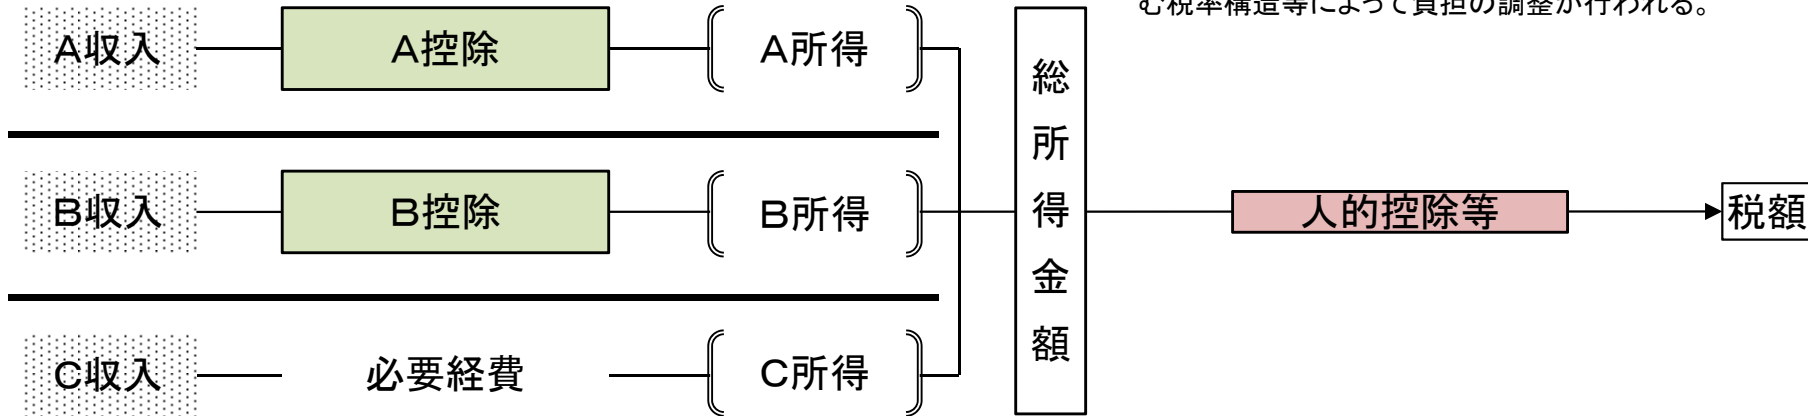 む税率構造等によって負担の調整が行われる。
A収入 A控除 A所得
B収入 B控除 B所得
C収入 必要経費 C所得
総所得金額
人的控除等
税額